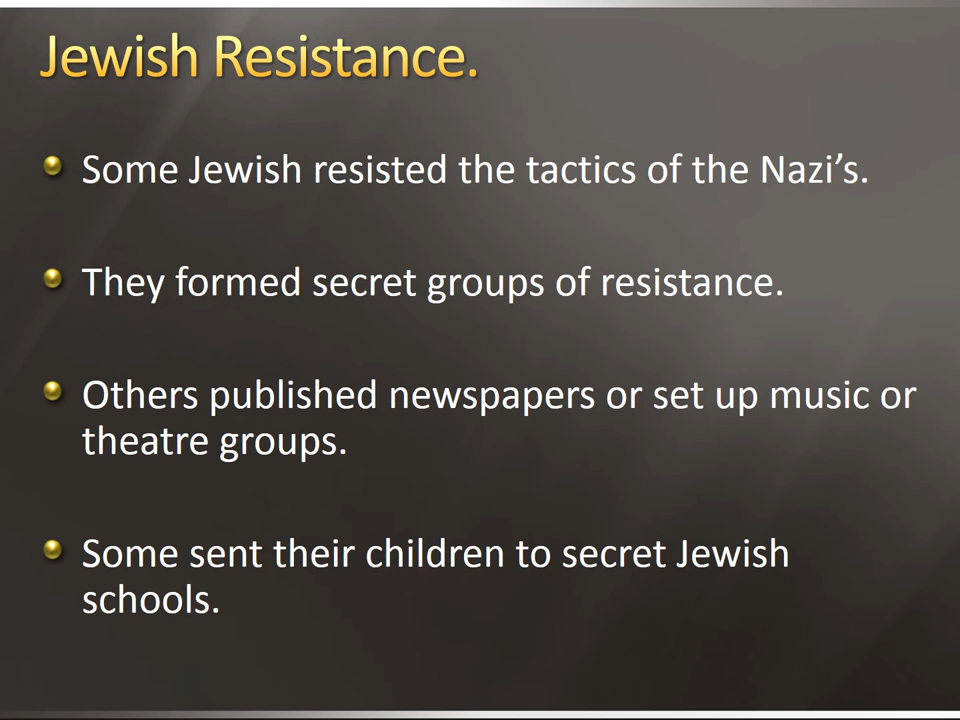 Jewish Resistance.
Some Jewish resisted the tactics of the Nazi’s.
They formed secret groups of resistance.
Others published newspapers or set up music or
theatre groups.
Some sent their children to secret Jewish
schools.